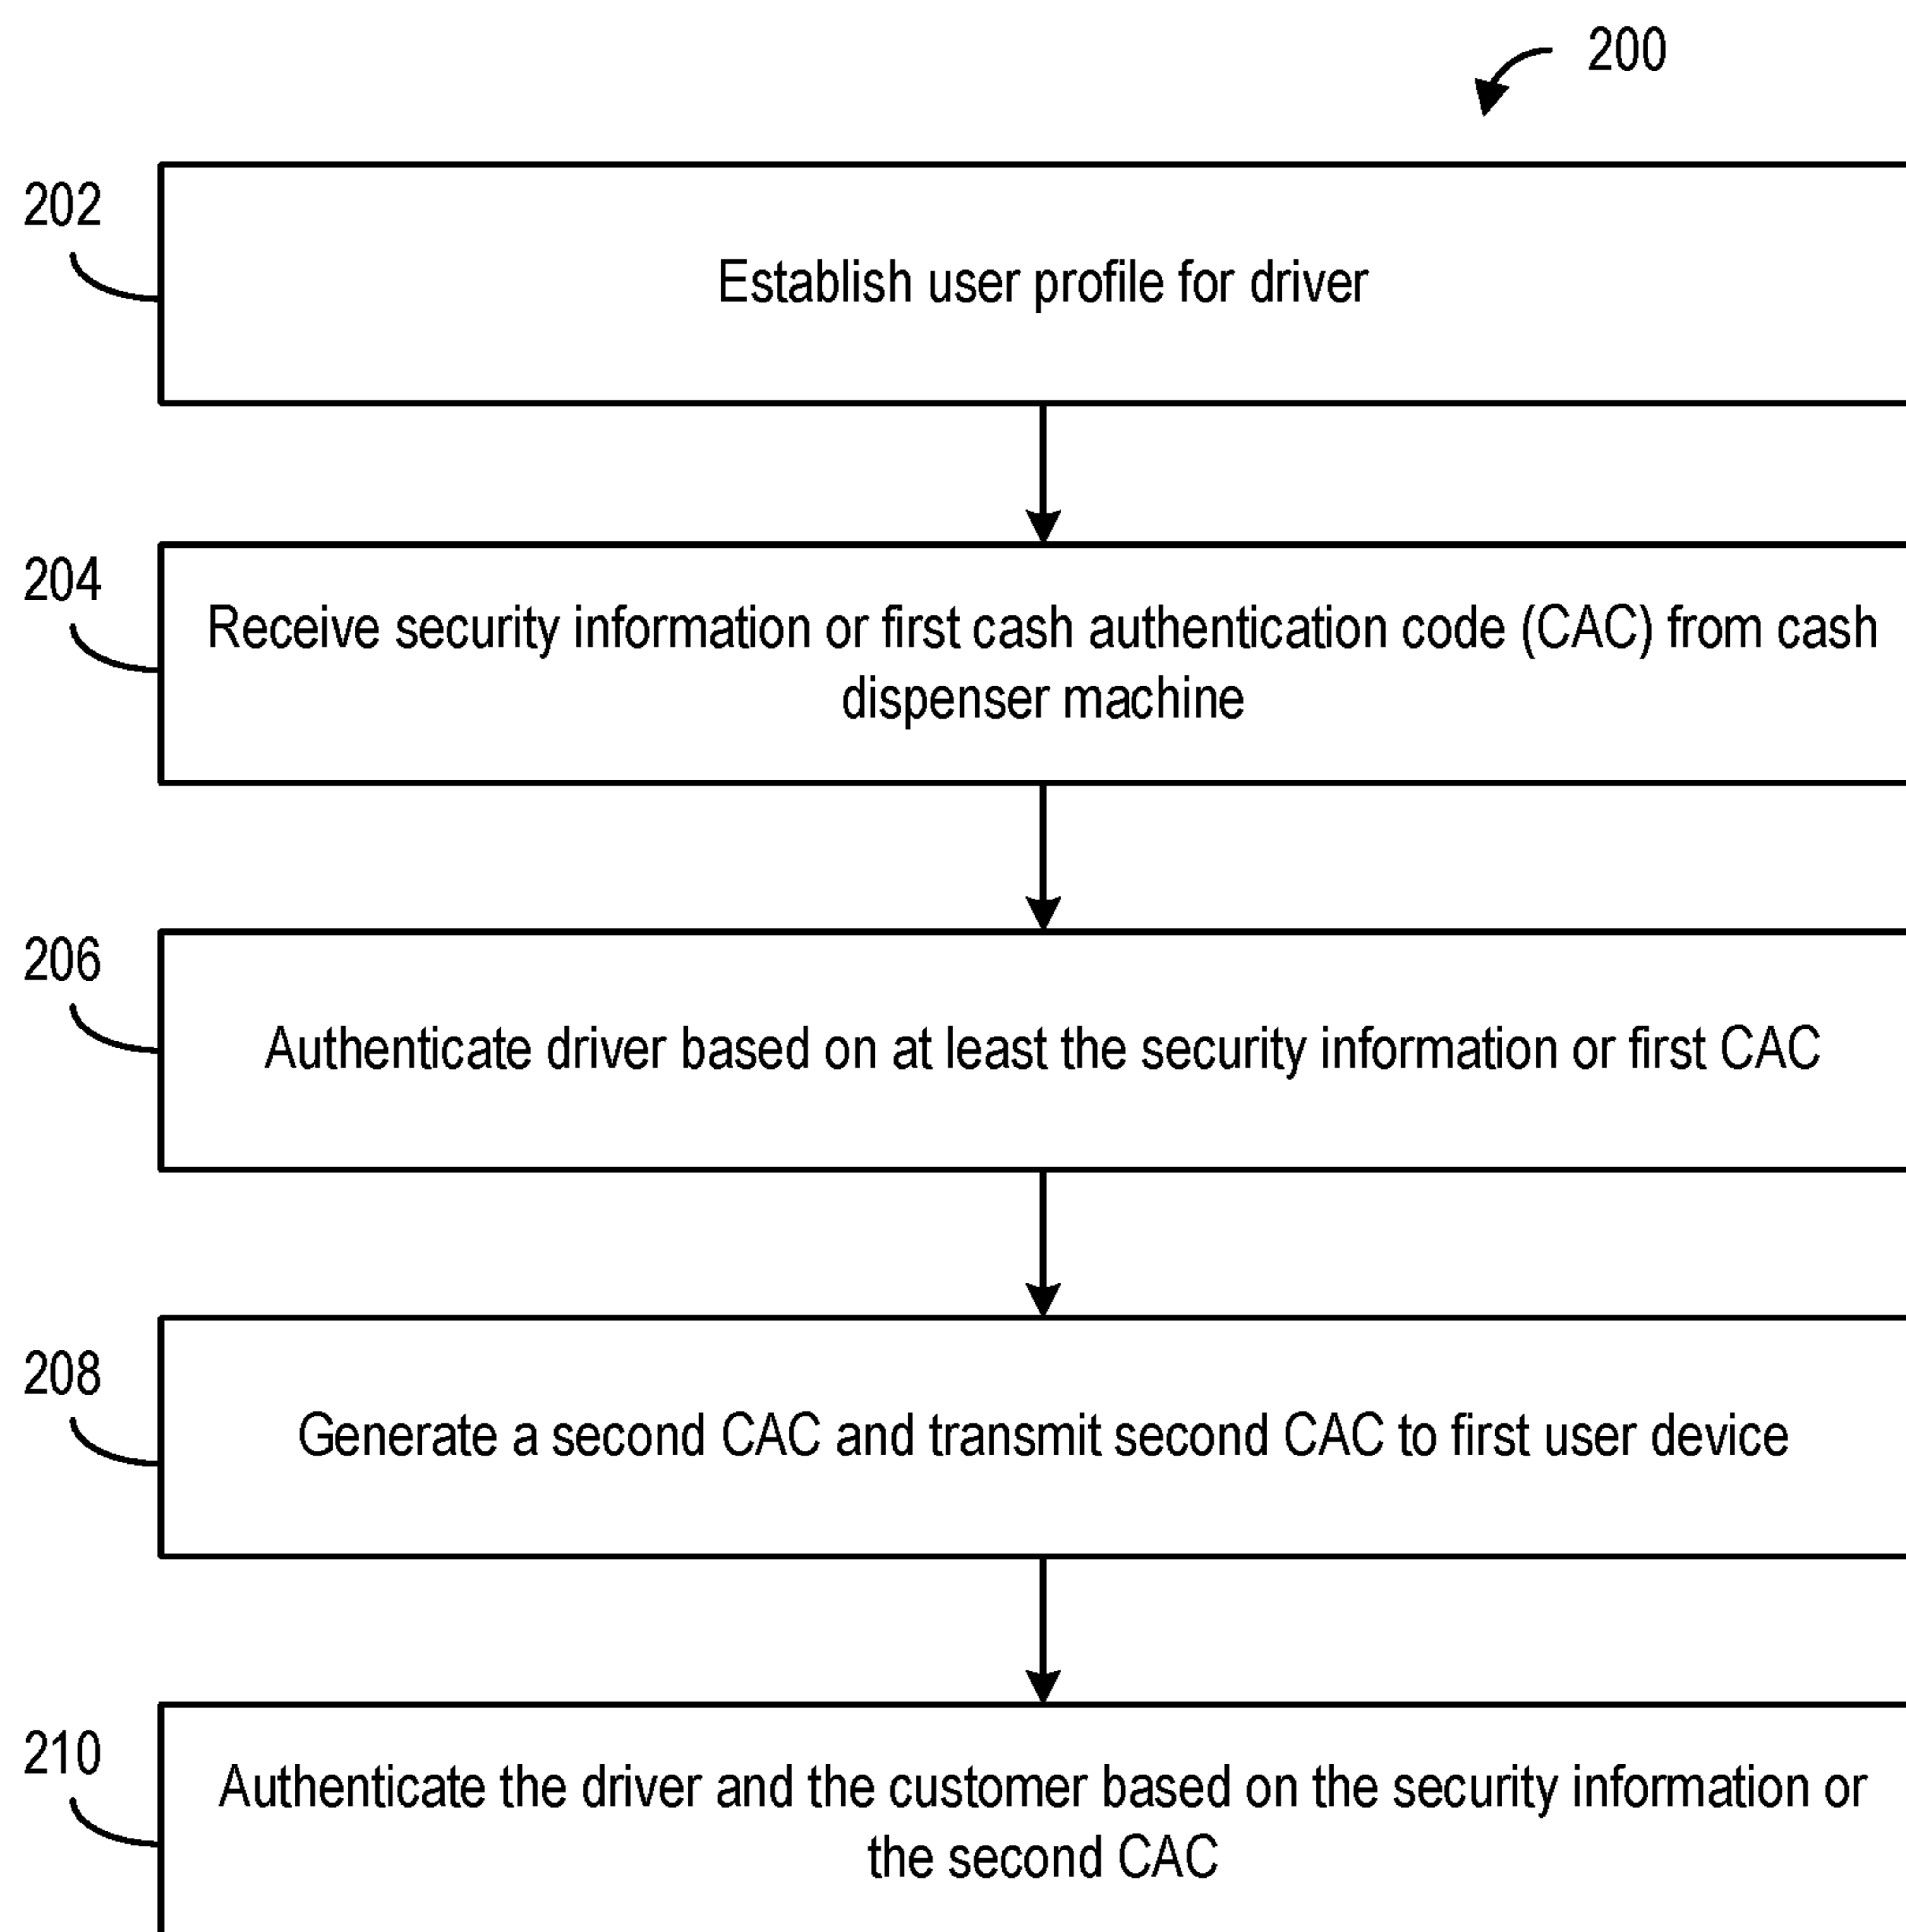 200
202
Establish user profile for driver
204
Receive security information or first cash authentication code (CAC) from cash
dispenser machine
206
Authenticate driver based on at least the security information or first CAC
208
Generate a second CAC and transmit second CAC to first user device
210
Authenticate the driver and the customer based on the security information or
the second CAC